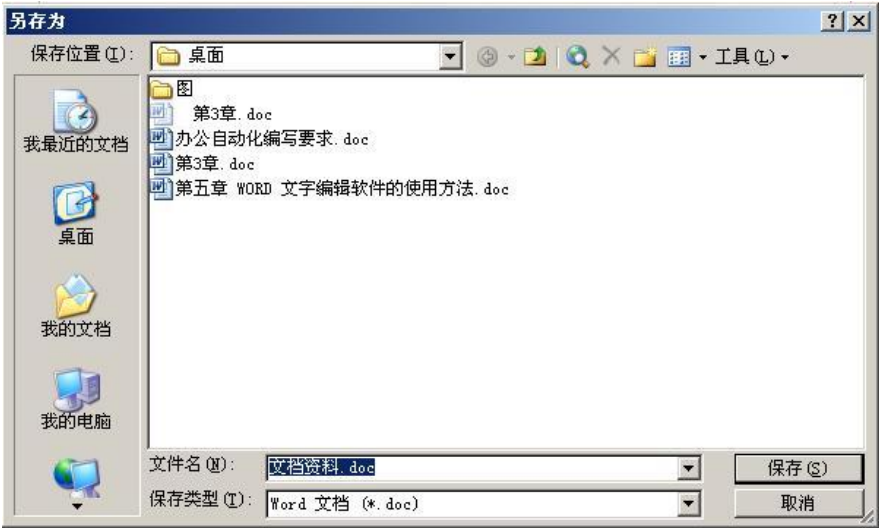 另存为
保存位置(I):
桌面
工具(L)
图
第3章.doc
办公自动化编写要求.doc
第3章.doc
第五章 WORD 文字编辑软件的使用方法.doc
我最近的文档
桌面
我的文档
我的电脑
文件名(N):
文档资料.doc
保存(S)
保存类型(T):
Word 文档 (*.doc)
取消